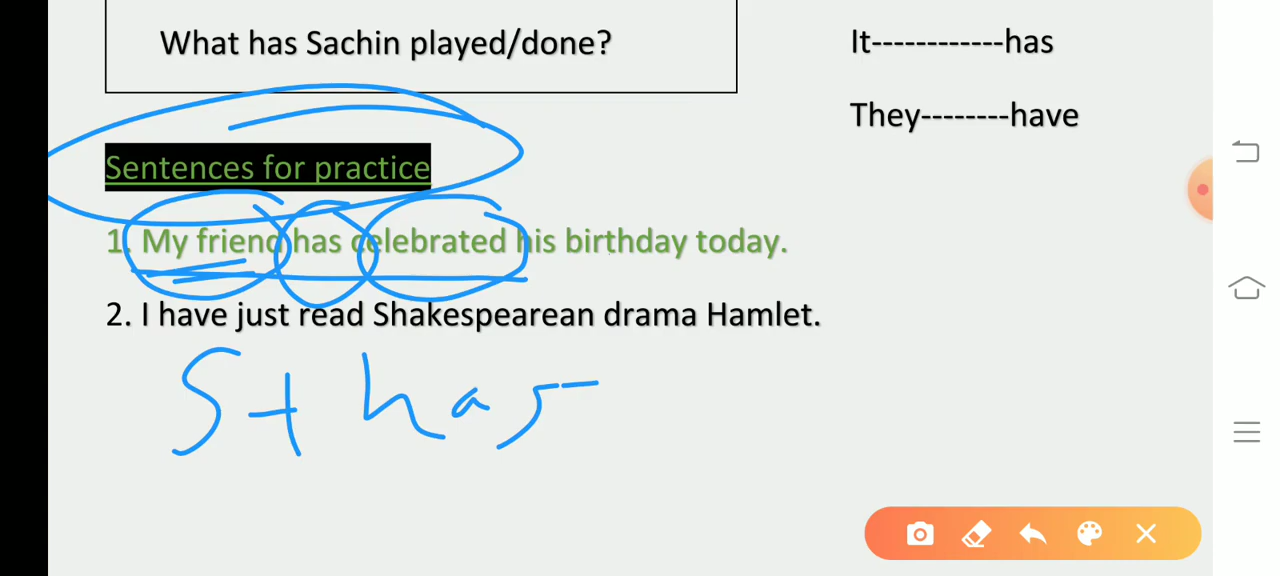 What has Sachin played/done?
It------------has
They--------have
Sentences for practice
1. My friend has celebrated his birthday today.
2. I have just read Shakespearean drama Hamlet.
S+ has